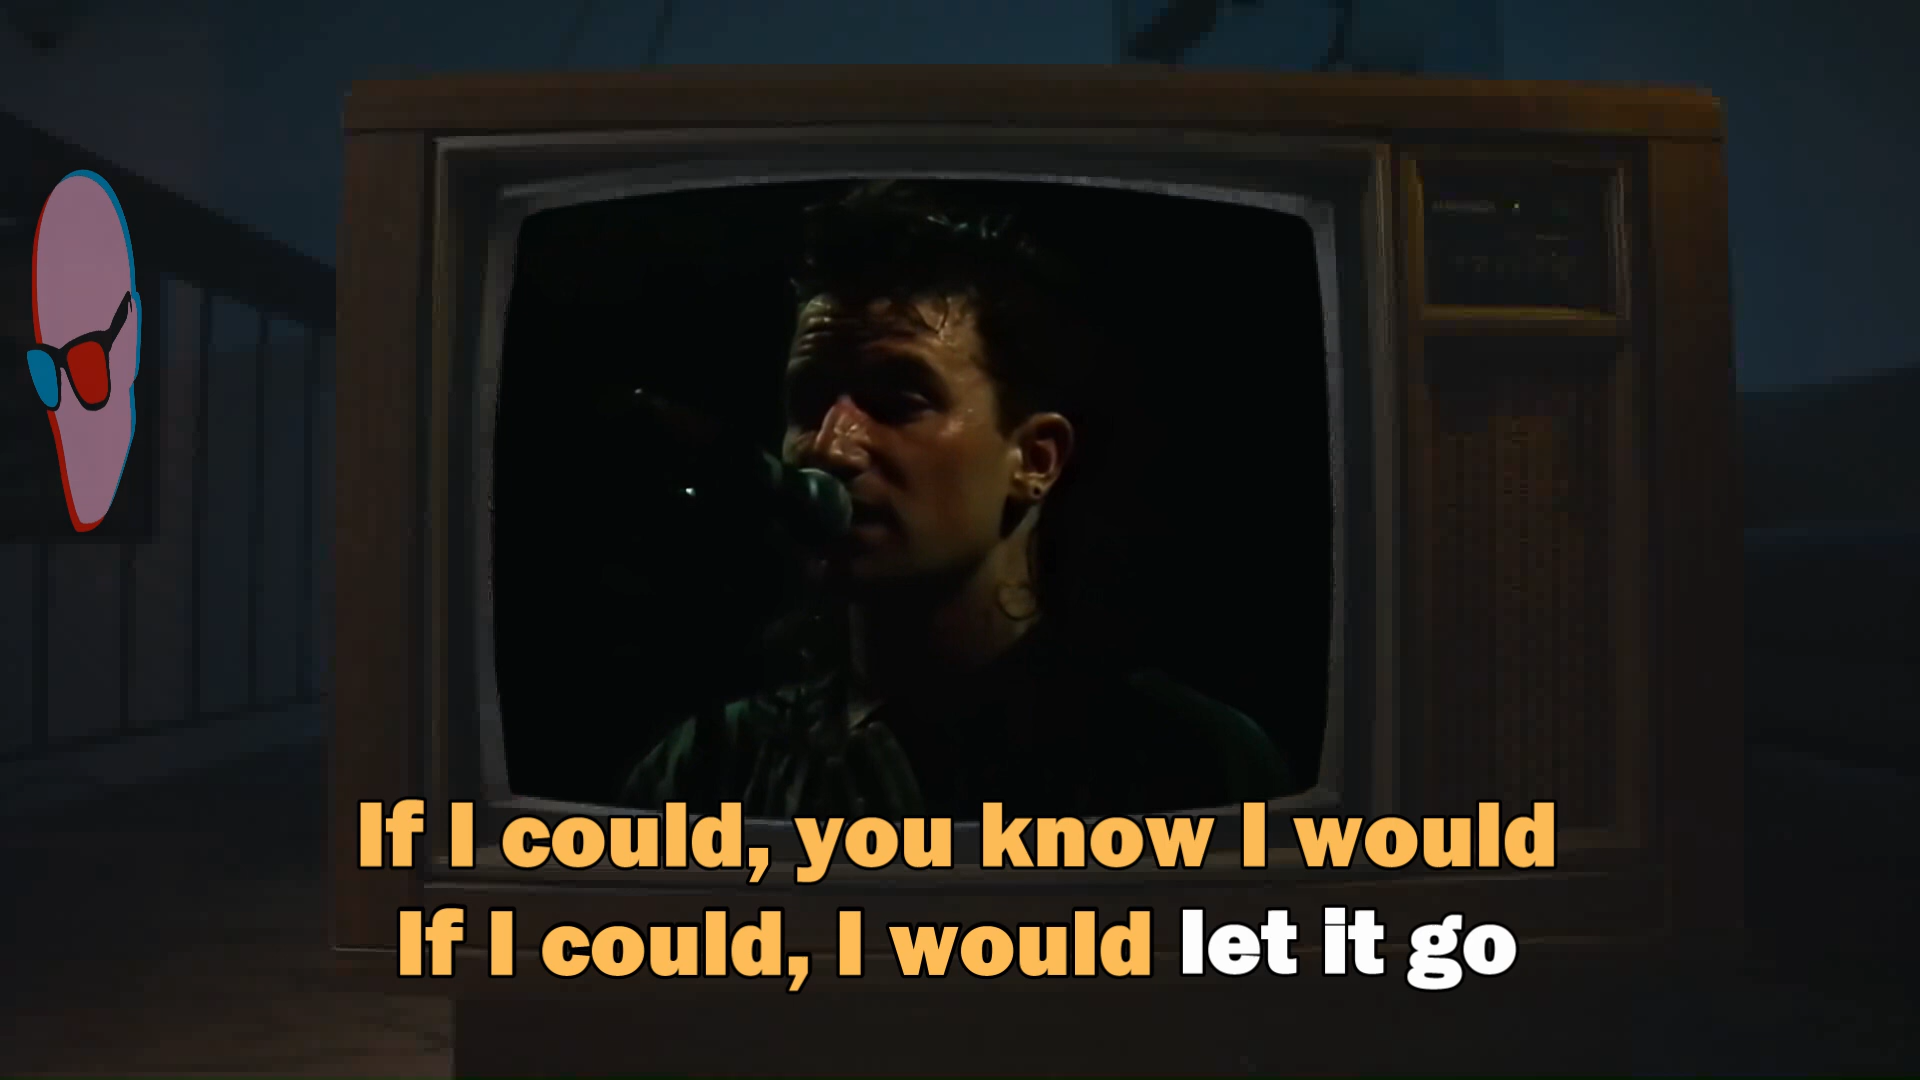 If I could, you know I would
If I could, I would let it go